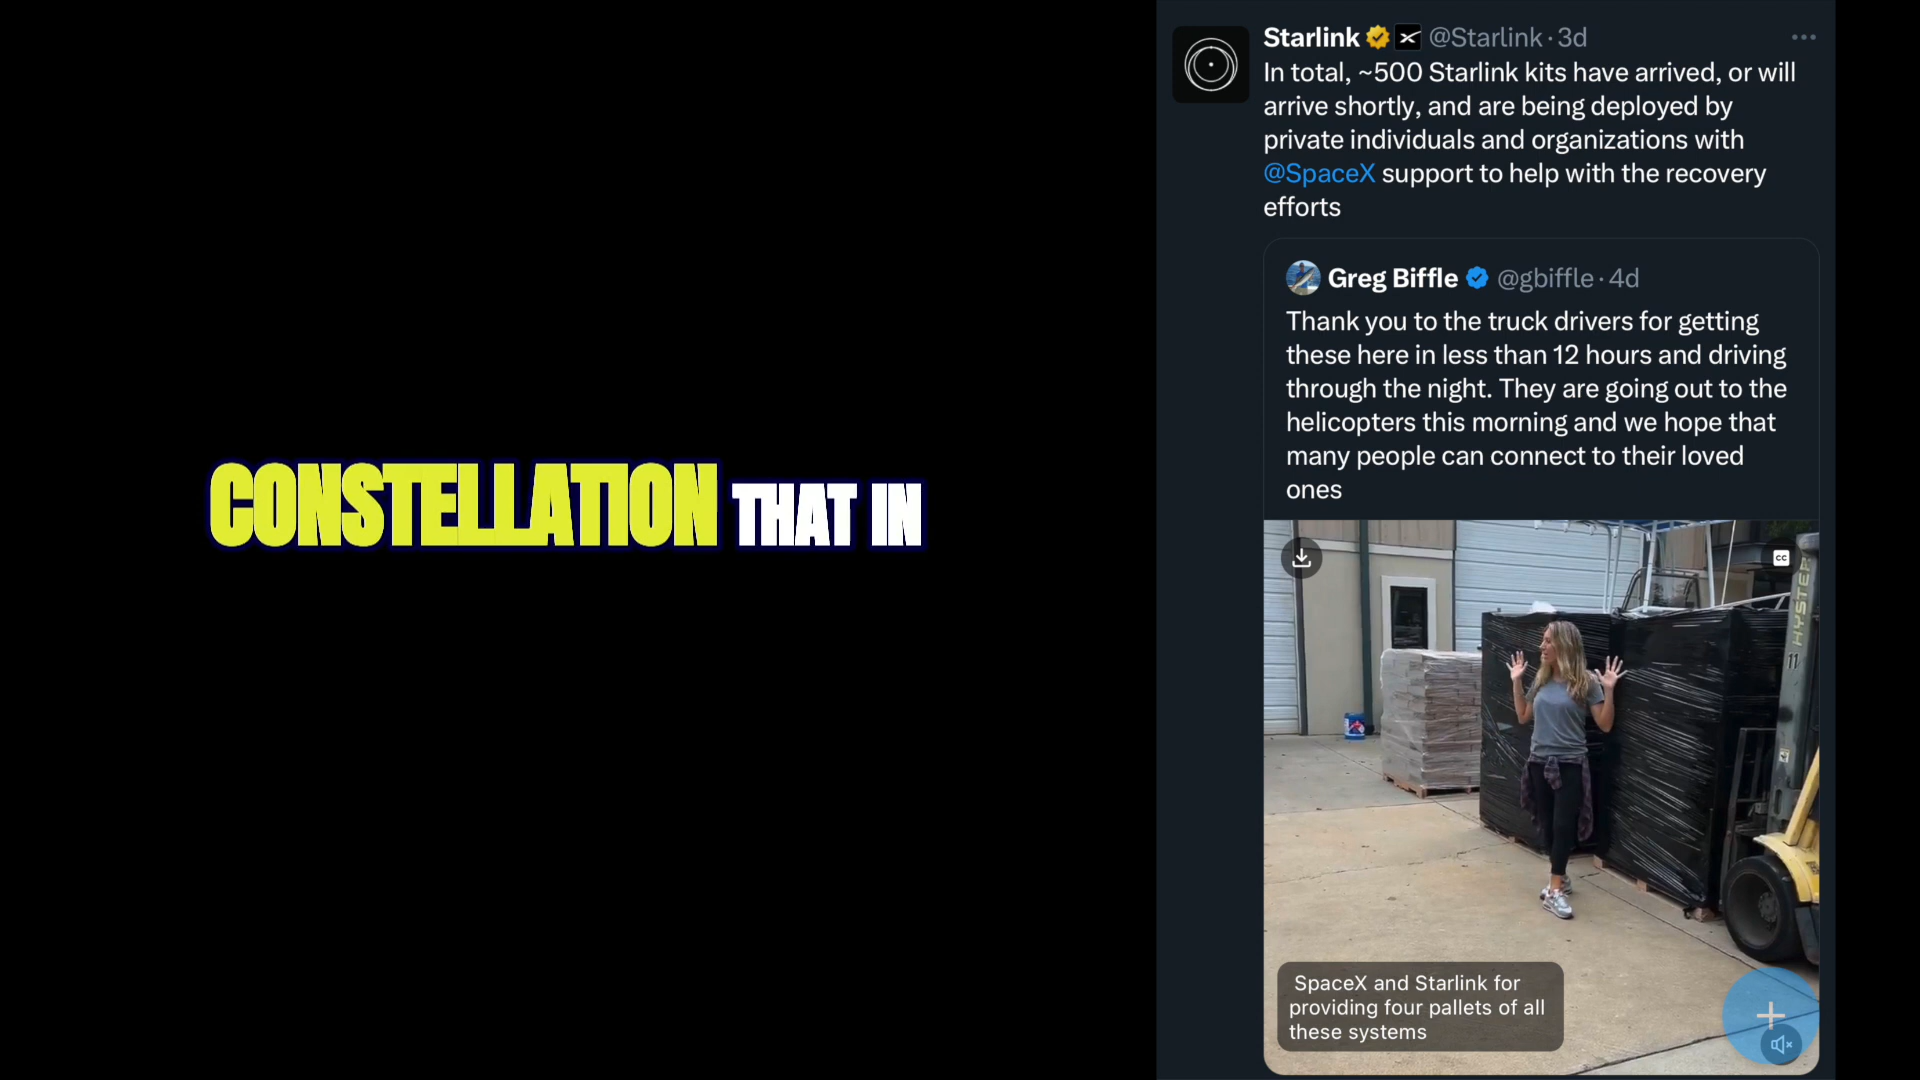 CONSTELLATION THAT IN
Starlink @Starlink · 3d
In total, ~500 Starlink kits have arrived, or will
arrive shortly, and are being deployed by
private individuals and organizations with
@SpaceX support to help with the recovery
efforts
Greg Biffle @gbiffle · 4d
Thank you to the truck drivers for getting
these here in less than 12 hours and driving
through the night. They are going out to the
helicopters this morning and we hope that
many people can connect to their loved
ones
CC
HYSTER
11
SpaceX and Starlink for
providing four pallets of all
these systems